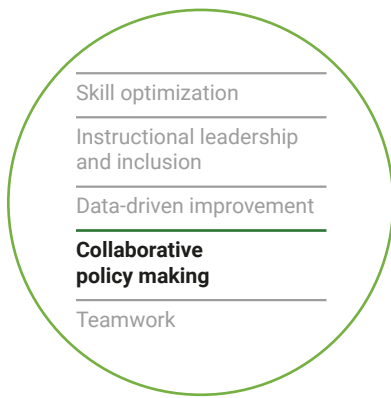 Skill optimization
Instructional leadership
and inclusion
Data-driven improvement
Collaborative
policy making
Teamwork